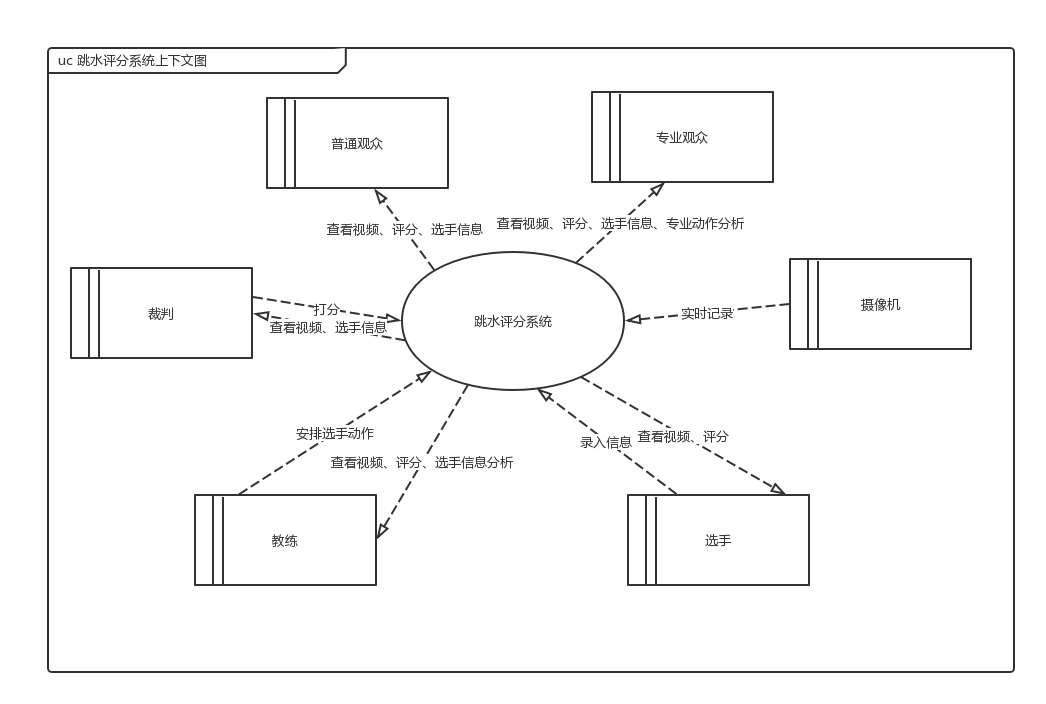 uc 跳水评分系统上下文图
普通观众
专业观众
查看视频、评分、选手信息
查看视频、评分、选手信息、专业动作分析
裁判
打分
查看视频、选手信息
跳水评分系统
实时记录
摄像机
安排选手动作
查看视频、评分、选手信息分析
录入信息
查看视频、评分
教练
选手